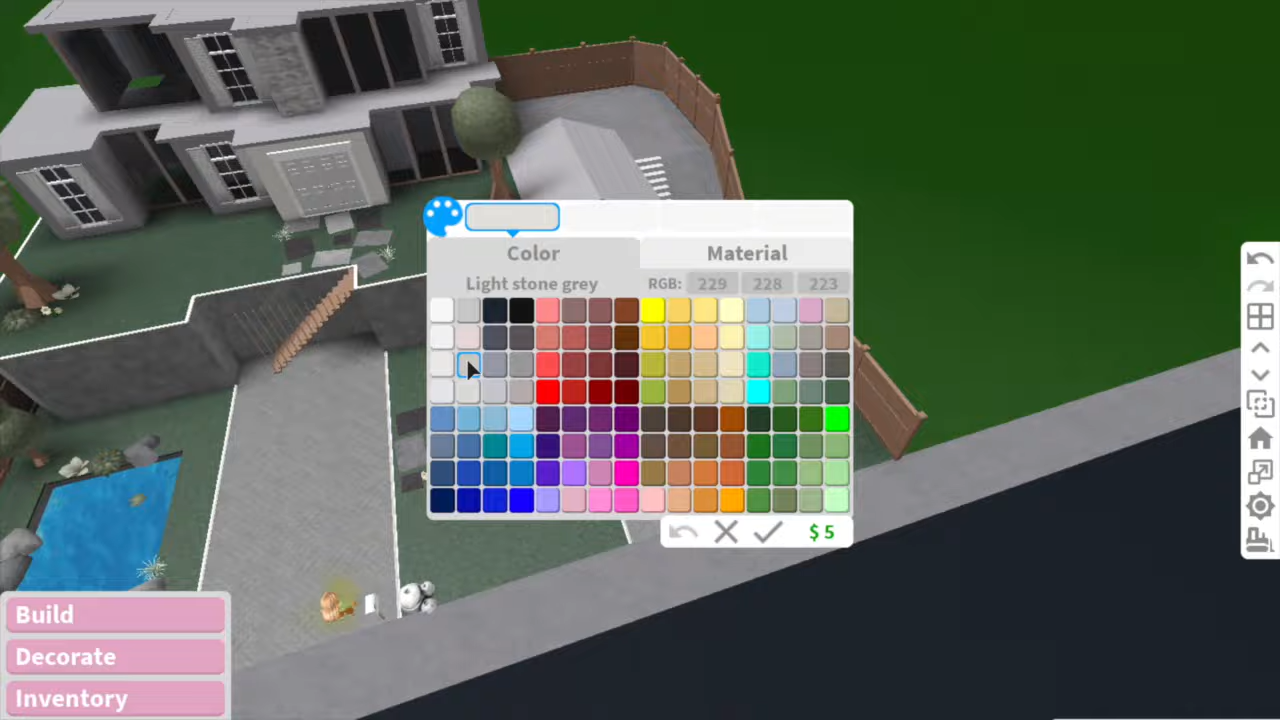 Color
Material
Light stone grey
RGB: 229 228 223
$ 5
Build
Decorate
Inventory